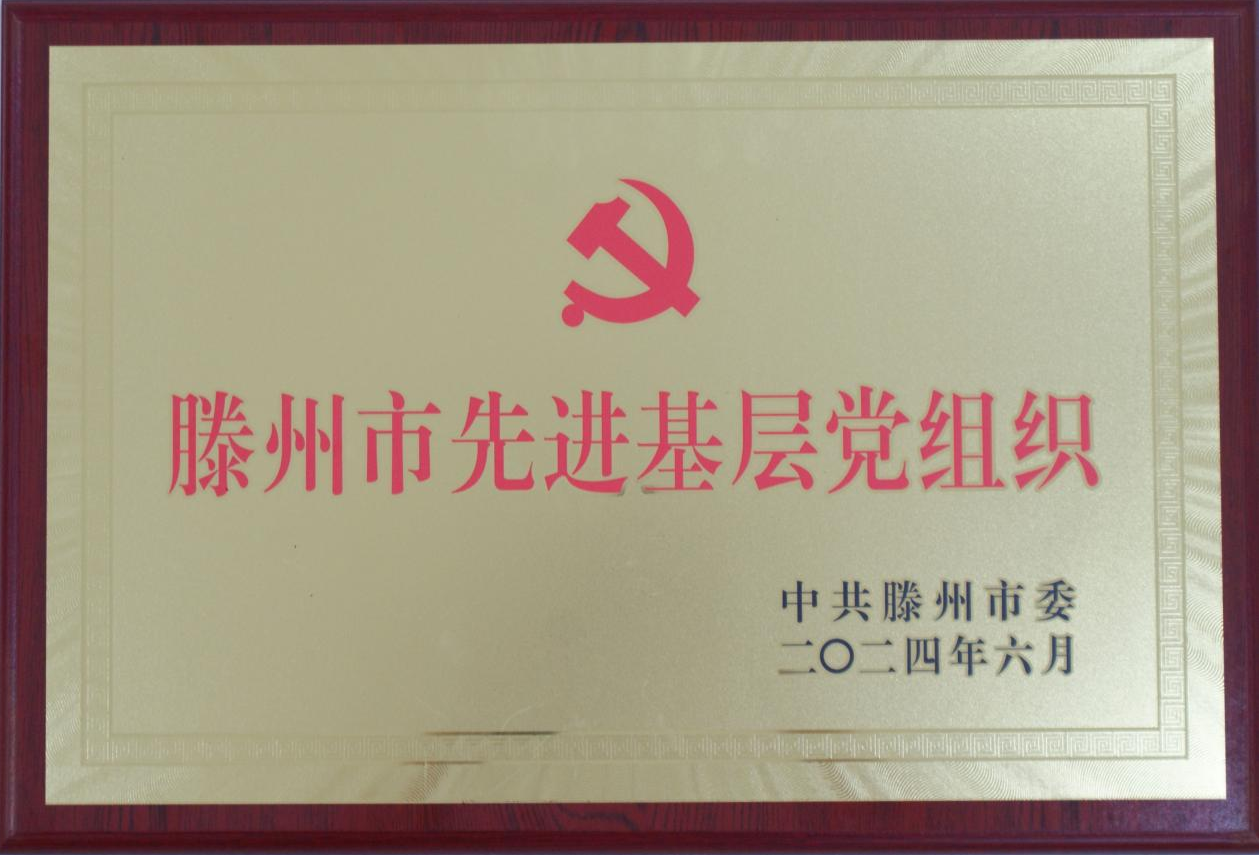 滕州市先进基层党组织
中共滕州市委
二〇二四年六月